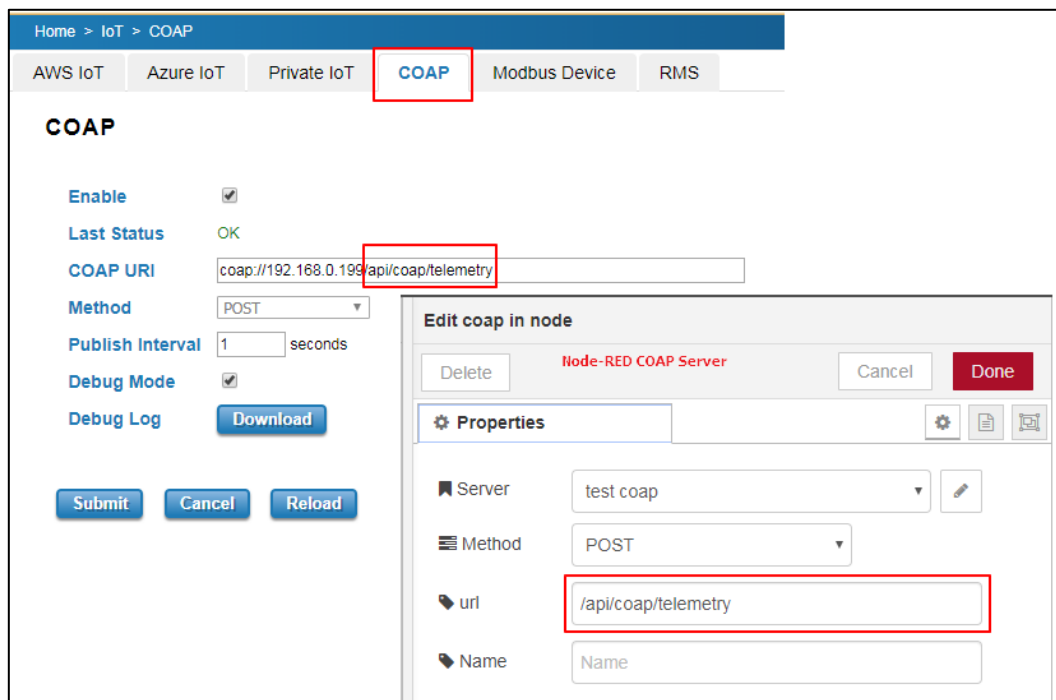 Home > IoT > COAP
AWS IoT Azure IoT Private IoT COAP Modbus Device RMS
COAP
Enable
Last Status OK
COAP URI coap://192.168.0.199/api/coap/telemetry
Method POST
Publish Interval 1 seconds
Debug Mode
Debug Log Download
Submit Cancel Reload
Edit coap in node
Delete Node-RED COAP Server Cancel Done
Properties
Server test coap
Method POST
url /api/coap/telemetry
Name Name